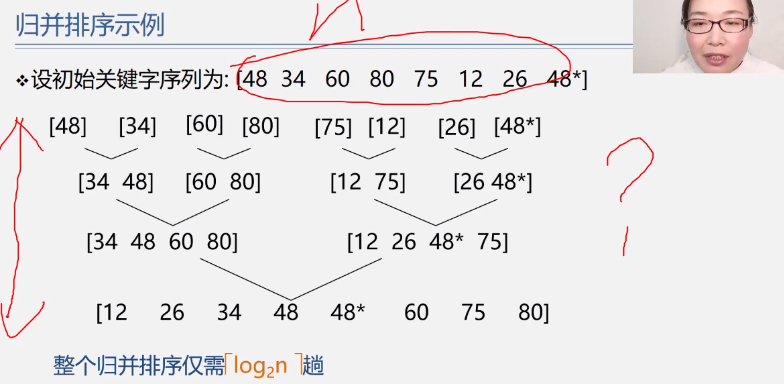 归并排序示例
❖设初始关键字序列为: [48 34 60 80 75 12 26 48*]
[48] [34] [60] [80] [75] [12] [26] [48*]
[34 48] [60 80] [12 75] [26 48*]
[34 48 60 80] [12 26 48* 75]
[12 26 34 48 48* 60 75 80]
整个归并排序仅需⌈log₂n⌉趟